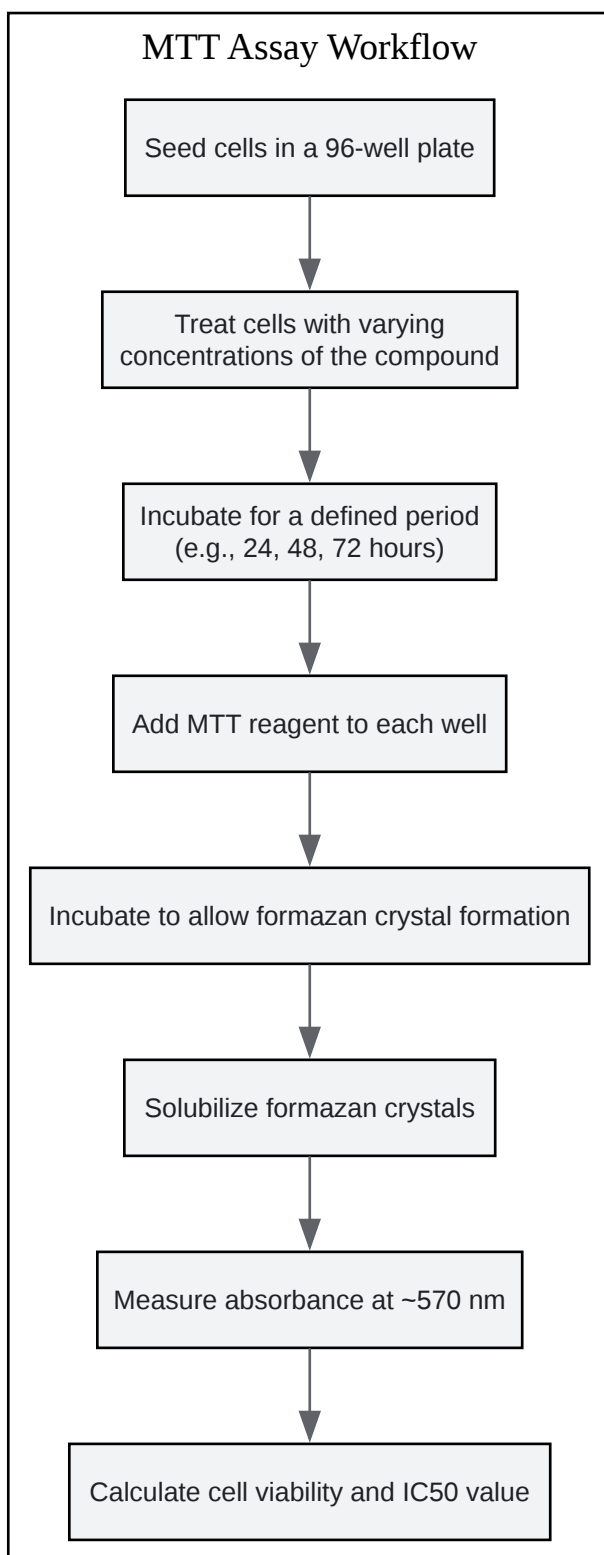 MTT Assay Workflow
Seed cells in a 96-well plate
Treat cells with varying
concentrations of the compound
Incubate for a defined period
(e.g., 24, 48, 72 hours)
Add MTT reagent to each well
Incubate to allow formazan crystal formation
Solubilize formazan crystals
Measure absorbance at ~570 nm
Calculate cell viability and IC50 value